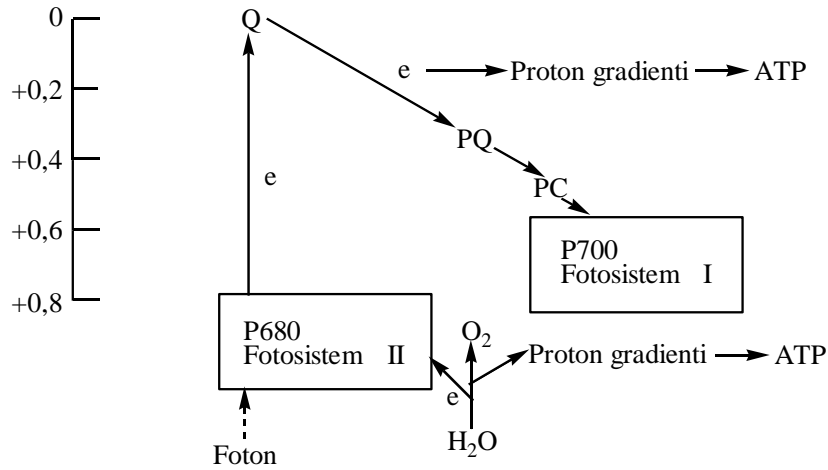 0
Q
e
Proton gradienti
ATP
+0,2
PQ
+0,4
e
PC
+0,6
P700
Fotosistem I
+0,8
P680
Fotosistem II
O2
Proton gradienti
ATP
e
H2O
Foton